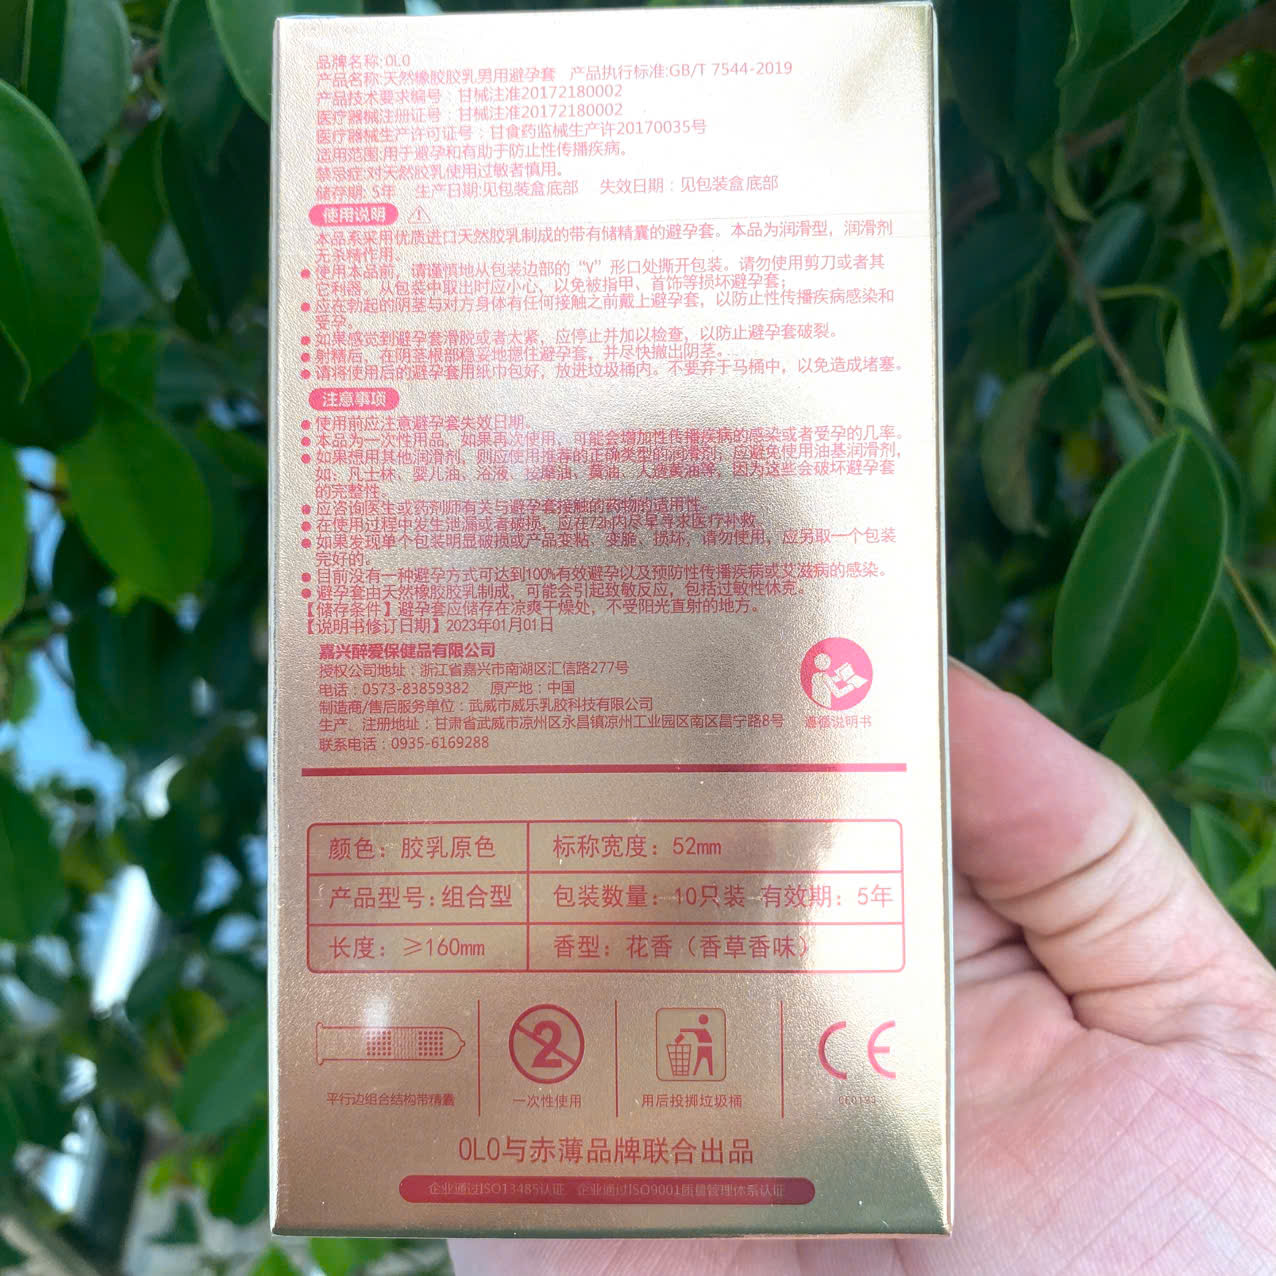 品牌名称:OLO
产品名称:天然橡胶胶乳男用避孕套 产品执行标准:GB/T 7544-2019
产品技术要求编号：甘械注准20172180002
医疗器械注册证号：甘械注准20172180002
医疗器械生产许可证号：甘食药监械生产许20170035号
适用范围:用于避孕和有助于防止性传播疾病。
禁忌症:对天然胶乳使用过敏者慎用。
储存期: 5年 生产日期:见包装盒底部 失效日期：见包装盒底部
使用说明
本品系采用优质进口天然胶乳制成的带有储精囊的避孕套。本品为润滑型，润滑剂
无杀精作用。
● 使用本品前，请谨慎地从包装边部的“V”形口处撕开包装。请勿使用剪刀或者其
它利器，从包装中取出时应小心，以免被指甲、首饰等损坏避孕套；
● 应在勃起的阴茎与对方身体有任何接触之前戴上避孕套，以防止性传播疾病感染和
受孕。
● 如果感觉到避孕套滑脱或者太紧，应停止并加以检查，以防止避孕套破裂。
● 射精后，在阴茎根部稳妥地摁住避孕套，并尽快撤出阴茎。
● 请将使用后的避孕套用纸巾包好，放进垃圾桶内。不要弃于马桶中，以免造成堵塞。
注意事项
● 使用前应注意避孕套失效日期。
● 本品为一次性用品，如果再次使用，可能会增加性传播疾病的感染或者受孕的几率。
● 如果想用其他润滑剂，则应使用推荐的正确类型的润滑剂；应避免使用油基润滑剂，
如、凡士林、婴儿油、浴液、按摩油、黄油、人造黄油等，因为这些会破坏避孕套
的完整性。
● 应咨询医生或药剂师有关与避孕套接触的药物的适用性。
● 在使用过程中发生泄漏或者破损，应在72h内尽早寻求医疗补救。
● 如果发现单个包装明显破损或产品变粘、变脆、损坏，请勿使用，应另取一个包装
完好的。
● 目前没有一种避孕方式可达到100%有效避孕以及预防性传播疾病或艾滋病的感染。
● 避孕套由天然橡胶胶乳制成，可能会引起致敏反应，包括过敏性休克。
【储存条件】避孕套应储存在凉爽干燥处，不受阳光直射的地方。
【说明书修订日期】2023年01月01日
嘉兴醉爱保健品有限公司
授权公司地址：浙江省嘉兴市南湖区汇信路277号
电话：0573-83859382 原产地：中国
制造商/售后服务单位：武威市威乐乳胶科技有限公司
生产、注册地址：甘肃省武威市凉州区永昌镇凉州工业园区南区昌宁路8号
联系电话：0935-6169288
遵循说明书
颜色：胶乳原色 标称宽度：52mm
产品型号：组合型 包装数量：10只装 有效期：5年
长度：≥160mm 香型：花香（香草香味）
2
CE
平行边组合结构带精囊 一次性使用 用后投掷垃圾桶
OLO与赤薄品牌联合出品
企业通过ISO13485认证 企业通过ISO9001质量管理体系认证